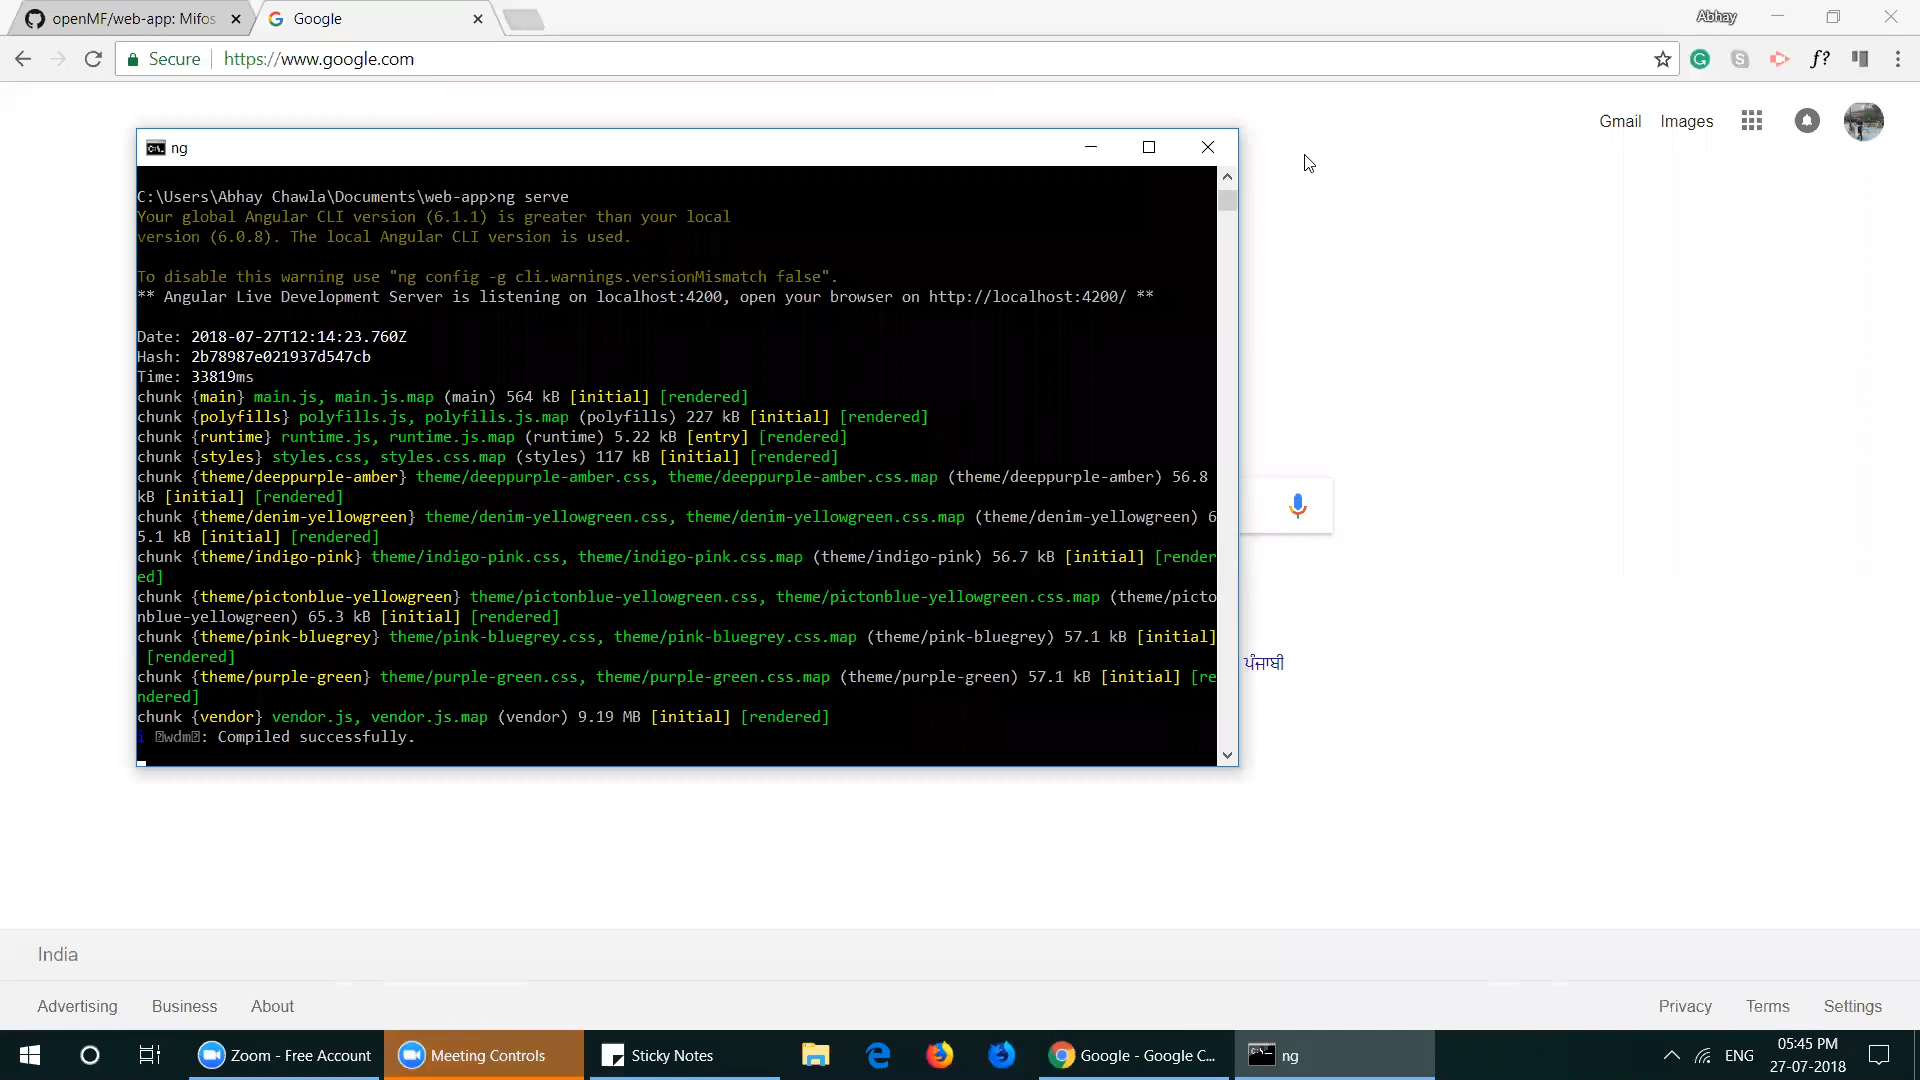 openMF/web-app: Mifos
Google
Abhay
Secure
https://www.google.com
Gmail
Images
ng
C:\Users\Abhay Chawla\Documents\web-app>ng serve
Your global Angular CLI version (6.1.1) is greater than your local
version (6.0.8). The local Angular CLI version is used.
To disable this warning use "ng config -g cli.warnings.versionMismatch false".
** Angular Live Development Server is listening on localhost:4200, open your browser on http://localhost:4200/ **
Date: 2018-07-27T12:14:23.760Z
Hash: 2b78987e021937d547cb
Time: 33819ms
chunk {main} main.js, main.js.map (main) 564 kB [initial] [rendered]
chunk {polyfills} polyfills.js, polyfills.js.map (polyfills) 227 kB [initial] [rendered]
chunk {runtime} runtime.js, runtime.js.map (runtime) 5.22 kB [entry] [rendered]
chunk {styles} styles.css, styles.css.map (styles) 117 kB [initial] [rendered]
chunk {theme/deeppurple-amber} theme/deeppurple-amber.css, theme/deeppurple-amber.css.map (theme/deeppurple-amber) 56.8
kB [initial] [rendered]
chunk {theme/denim-yellowgreen} theme/denim-yellowgreen.css, theme/denim-yellowgreen.css.map (theme/denim-yellowgreen) 6
5.1 kB [initial] [rendered]
chunk {theme/indigo-pink} theme/indigo-pink.css, theme/indigo-pink.css.map (theme/indigo-pink) 56.7 kB [initial] [render
ed]
chunk {theme/pictonblue-yellowgreen} theme/pictonblue-yellowgreen.css, theme/pictonblue-yellowgreen.css.map (theme/picto
nblue-yellowgreen) 65.3 kB [initial] [rendered]
chunk {theme/pink-bluegrey} theme/pink-bluegrey.css, theme/pink-bluegrey.css.map (theme/pink-bluegrey) 57.1 kB [initial]
[rendered]
chunk {theme/purple-green} theme/purple-green.css, theme/purple-green.css.map (theme/purple-green) 57.1 kB [initial] [re
ndered]
chunk {vendor} vendor.js, vendor.js.map (vendor) 9.19 MB [initial] [rendered]
i wdm: Compiled successfully.
ਪੰਜਾਬੀ
India
Advertising
Business
About
Privacy
Terms
Settings
Zoom - Free Account
Meeting Controls
Sticky Notes
Google - Google C...
ng
ENG
05:45 PM
27-07-2018